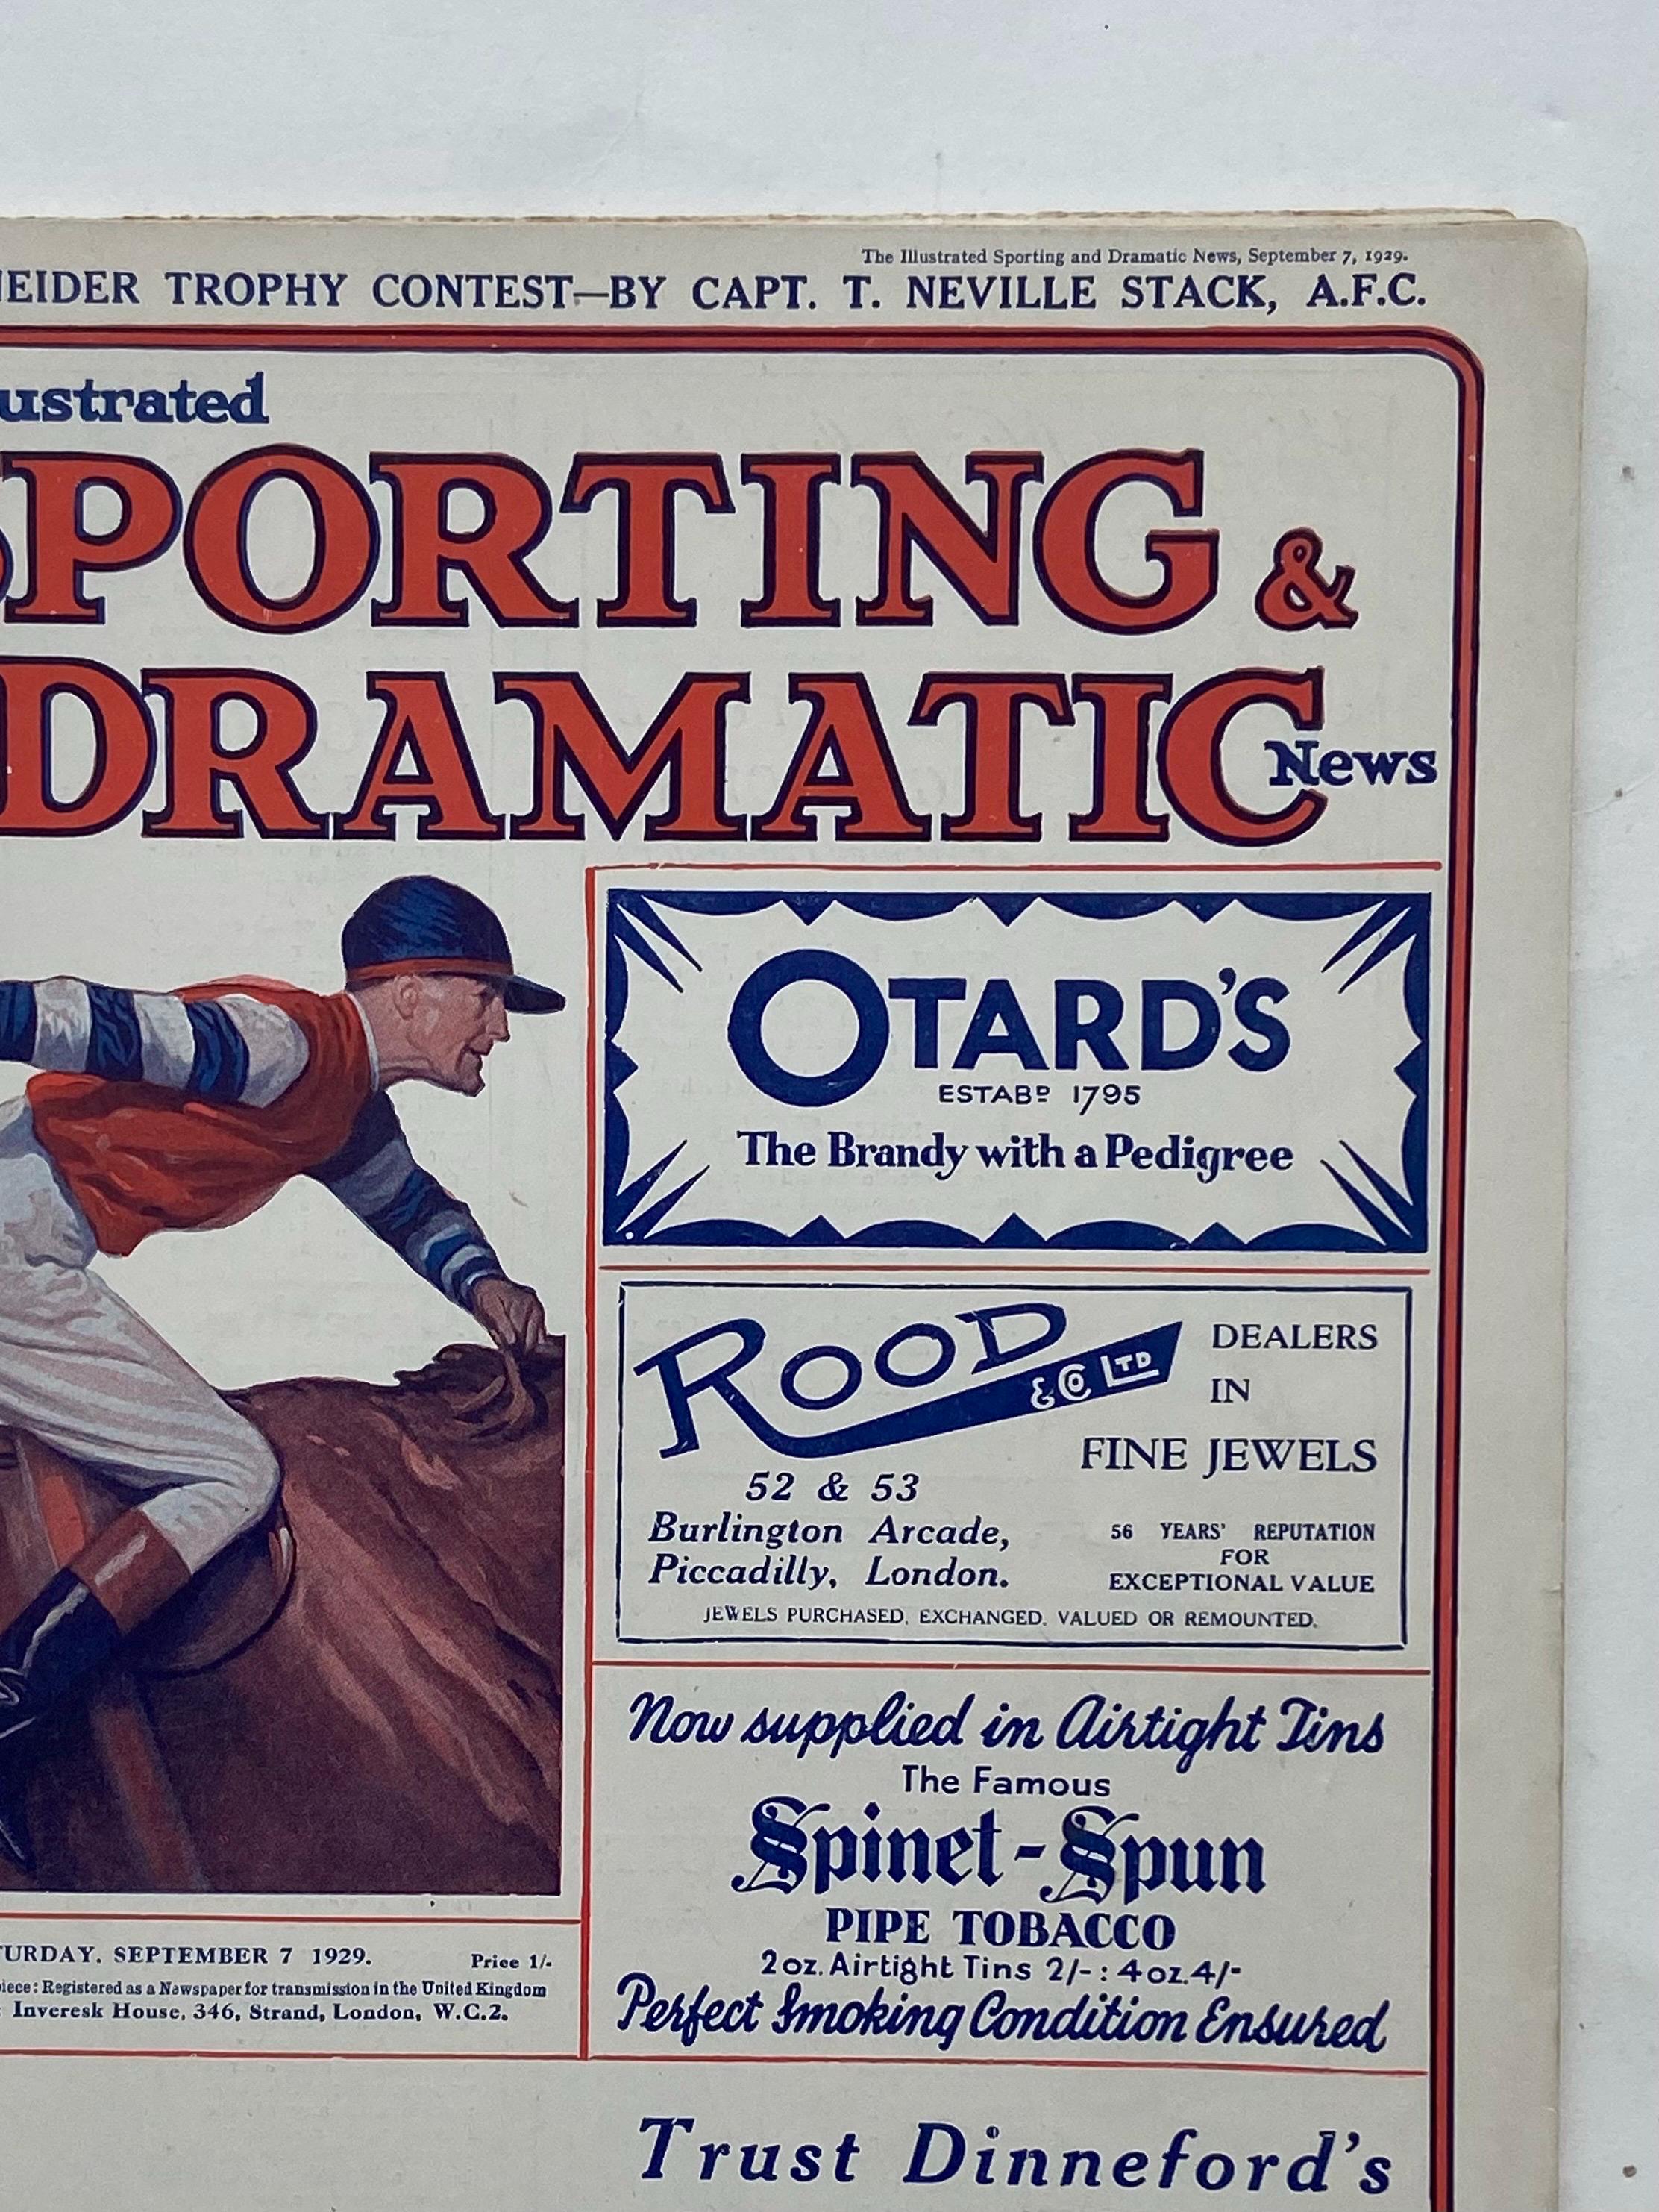 The Illustrated Sporting and Dramatic News, September 7, 1929.
NEIDER TROPHY CONTEST—BY CAPT. T. NEVILLE STACK, A.F.C.
ustrated
SPORTING &
DRAMATIC
News
OTARD'S
ESTABD 1795
The Brandy with a Pedigree
ROOD
& CO LTD
DEALERS
IN
FINE JEWELS
52 & 53
Burlington Arcade,
Piccadilly, London.
56 YEARS' REPUTATION
FOR
EXCEPTIONAL VALUE
JEWELS PURCHASED, EXCHANGED, VALUED OR REMOUNTED.
Now supplied in Airtight Tins
The Famous
Spinet-Spun
PIPE TOBACCO
2oz. Airtight Tins 2/- : 4oz. 4/-
Perfect Smoking Condition Ensured
TURDAY. SEPTEMBER 7 1929.
Price 1/-
iece: Registered as a Newspaper for transmission in the United Kingdom
Inveresk House, 346, Strand, London, W.C.2.
Trust Dinneford's